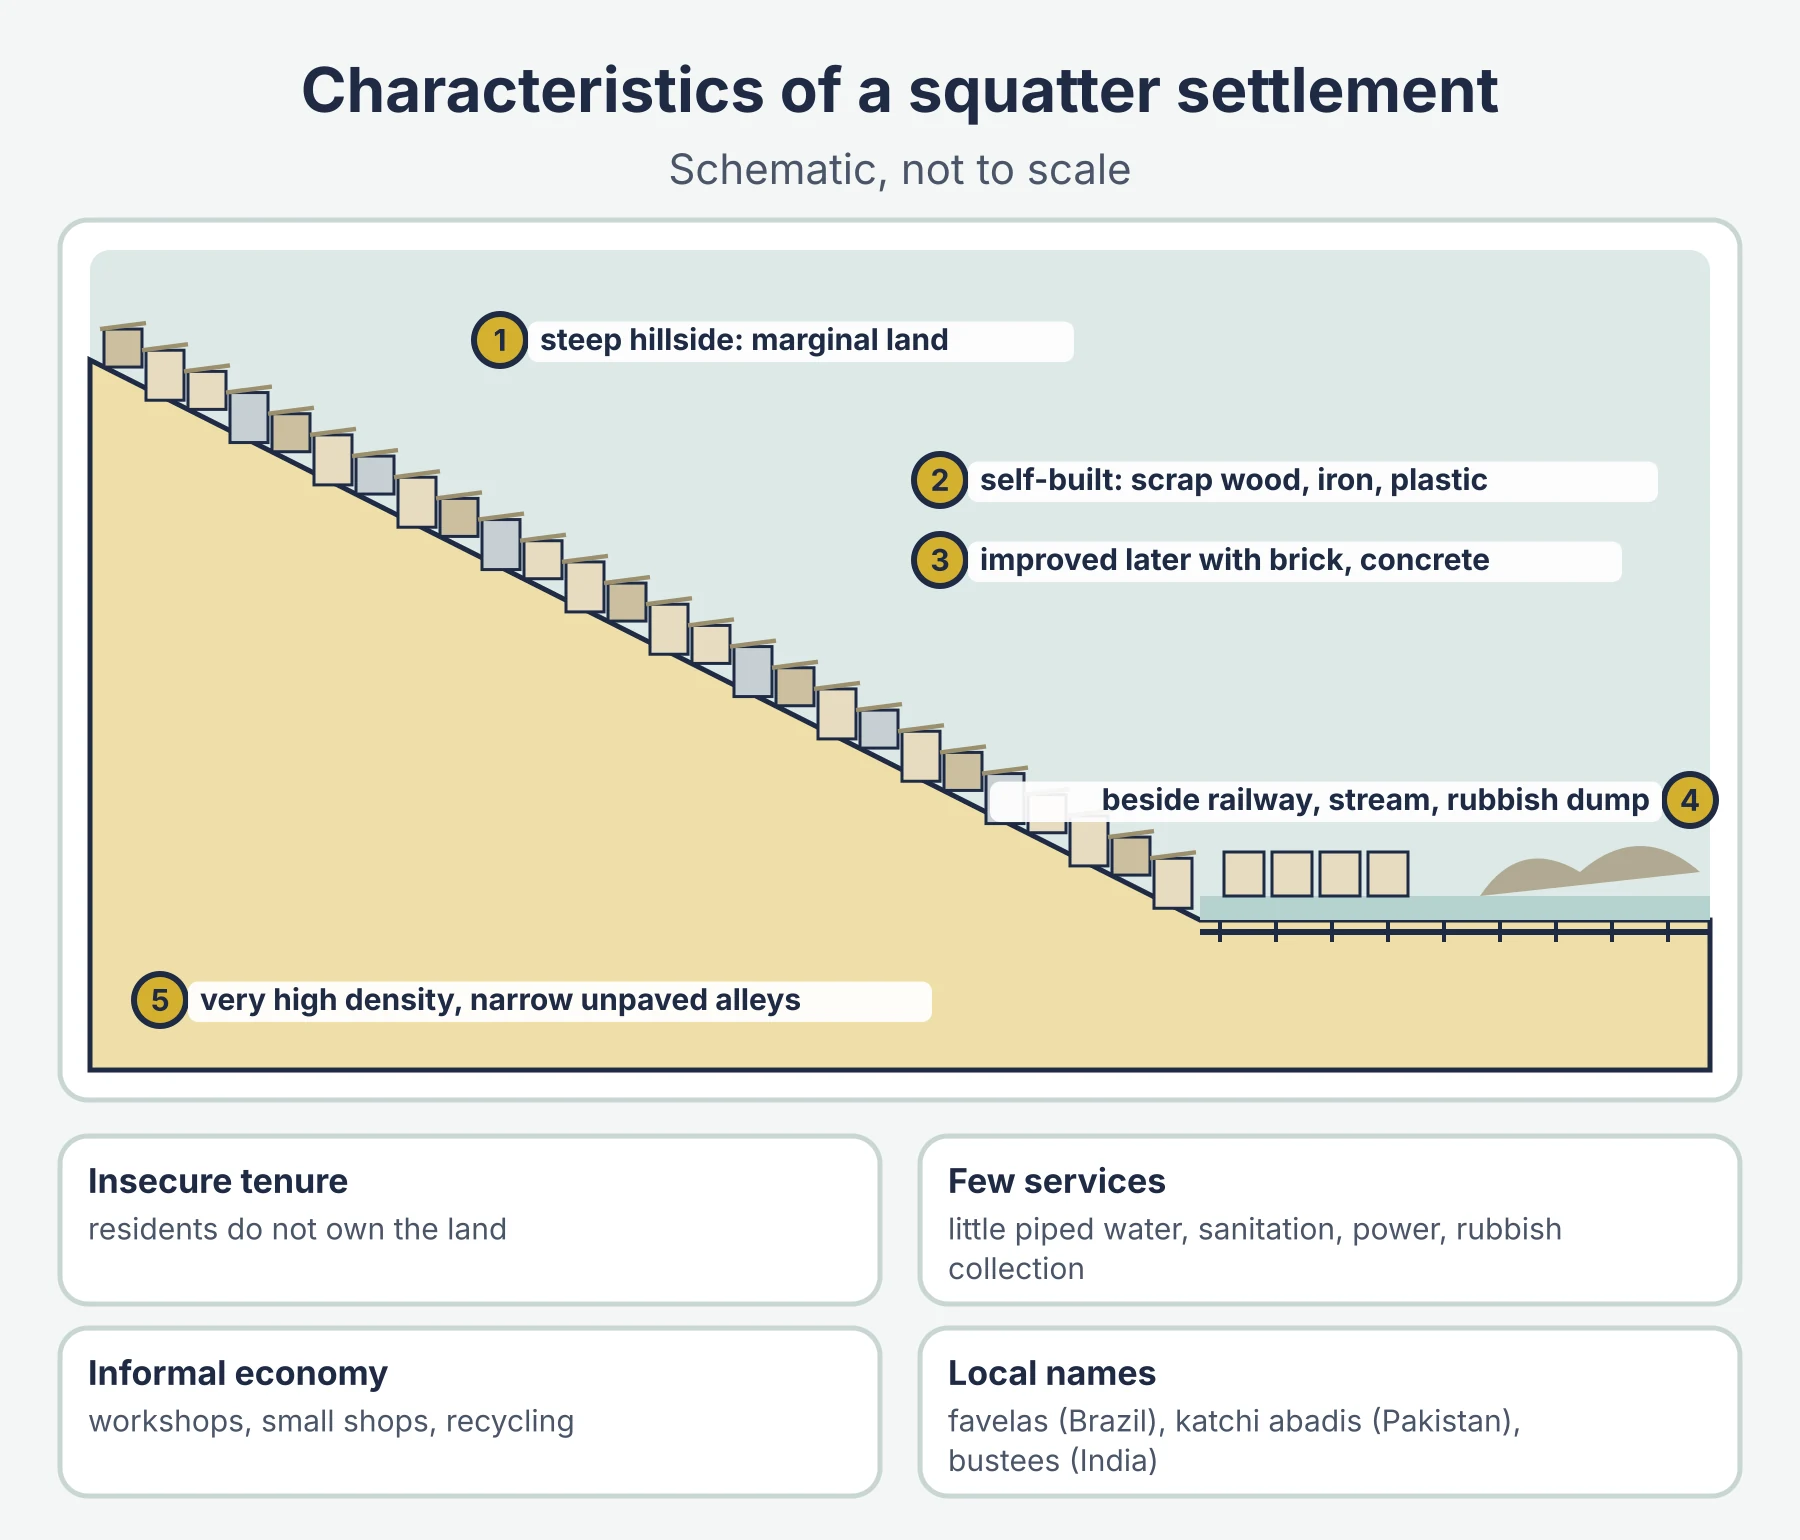 Characteristics of a squatter settlement
Schematic, not to scale
1 steep hillside: marginal land
2 self-built: scrap wood, iron, plastic
3 improved later with brick, concrete
beside railway, stream, rubbish dump 4
5 very high density, narrow unpaved alleys
Insecure tenure
residents do not own the land
Few services
little piped water, sanitation, power, rubbish
collection
Informal economy
workshops, small shops, recycling
Local names
favelas (Brazil), katchi abadis (Pakistan),
bustees (India)